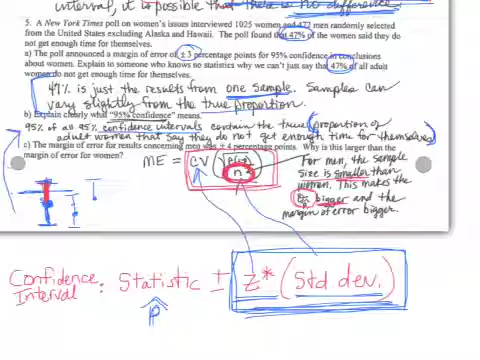 interval, it is possible that there is no difference
5. A New York Times poll on women's issues interviewed 1025 women and 472 men randomly selected
from the United States excluding Alaska and Hawaii. The poll found that 47% of the women said they do
not get enough time for themselves.
a) The poll announced a margin of error of ± 3 percentage points for 95% confidence in conclusions
about women. Explain to someone who knows no statistics why we can't just say that 47% of all adult
women do not get enough time for themselves.
47% is just the results from one sample. Samples can
vary slightly from the true proportion.
b) Explain clearly what "95% confidence" means.
95% of all 95% confidence intervals contain the true (proportion of
adult women that say they do not get enough time for themselves)
c) The margin of error for results concerning men was ± 4 percentage points. Why is this larger than the
margin of error for women?
ME = CV
n
For men, the sample
size is smaller than
women. This makes the
bigger and the
margin of error bigger.
Confidence Interval : Statistic ± z* (Std. dev.)
p̂